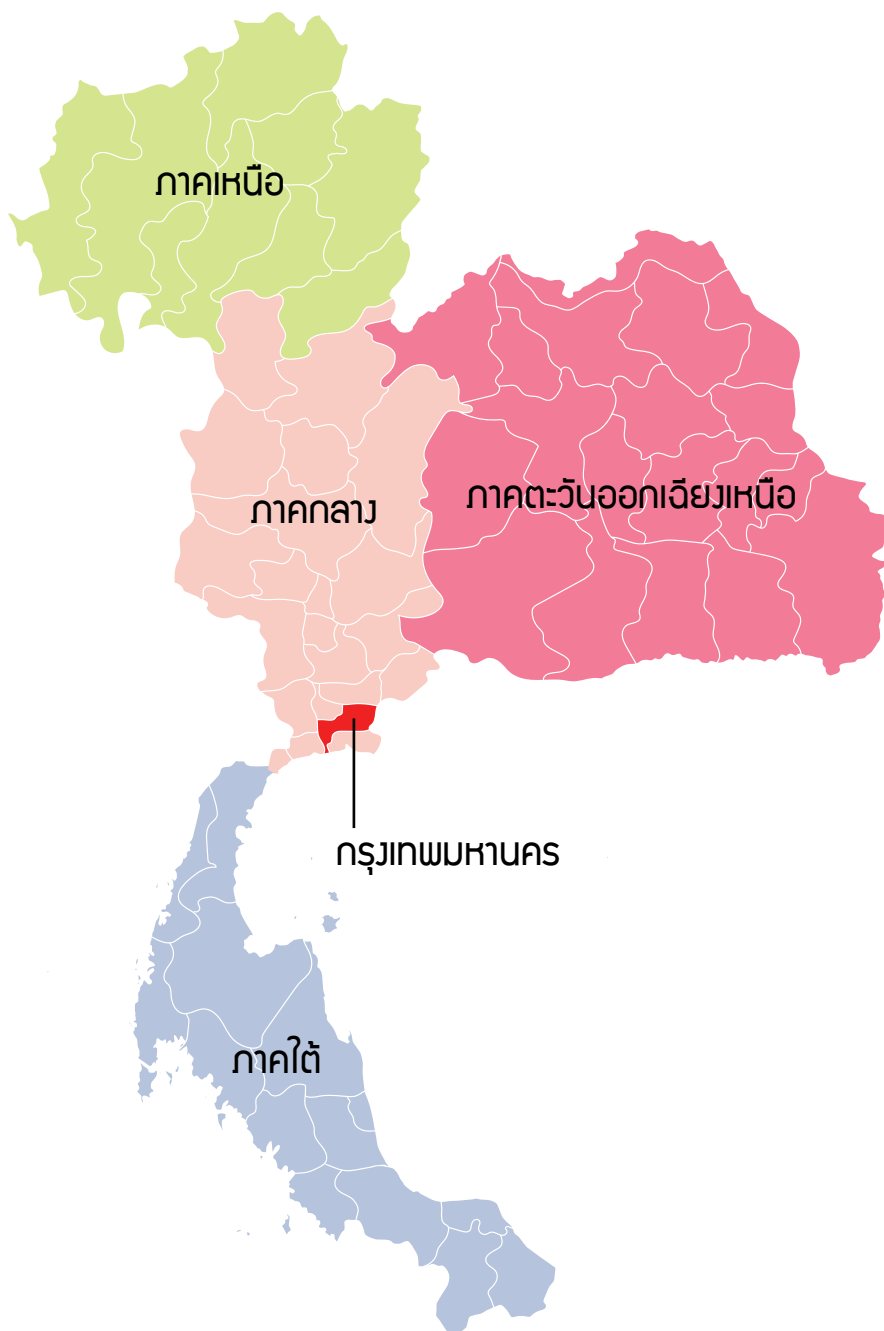 ภาคเหนือ
ภาคกลาง
ภาคตะวันออกเฉียงเหนือ
กรุงเทพมหานคร
ภาคใต้